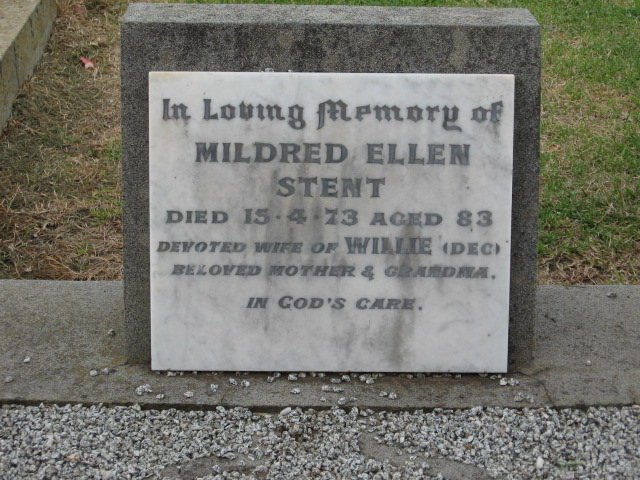 In Loving Memory of
MILDRED ELLEN
STENT
DIED 15·4·73 AGED 83
DEVOTED WIFE OF WILLIE (DEC)
BELOVED MOTHER & GRANDMA.
IN GOD'S CARE.